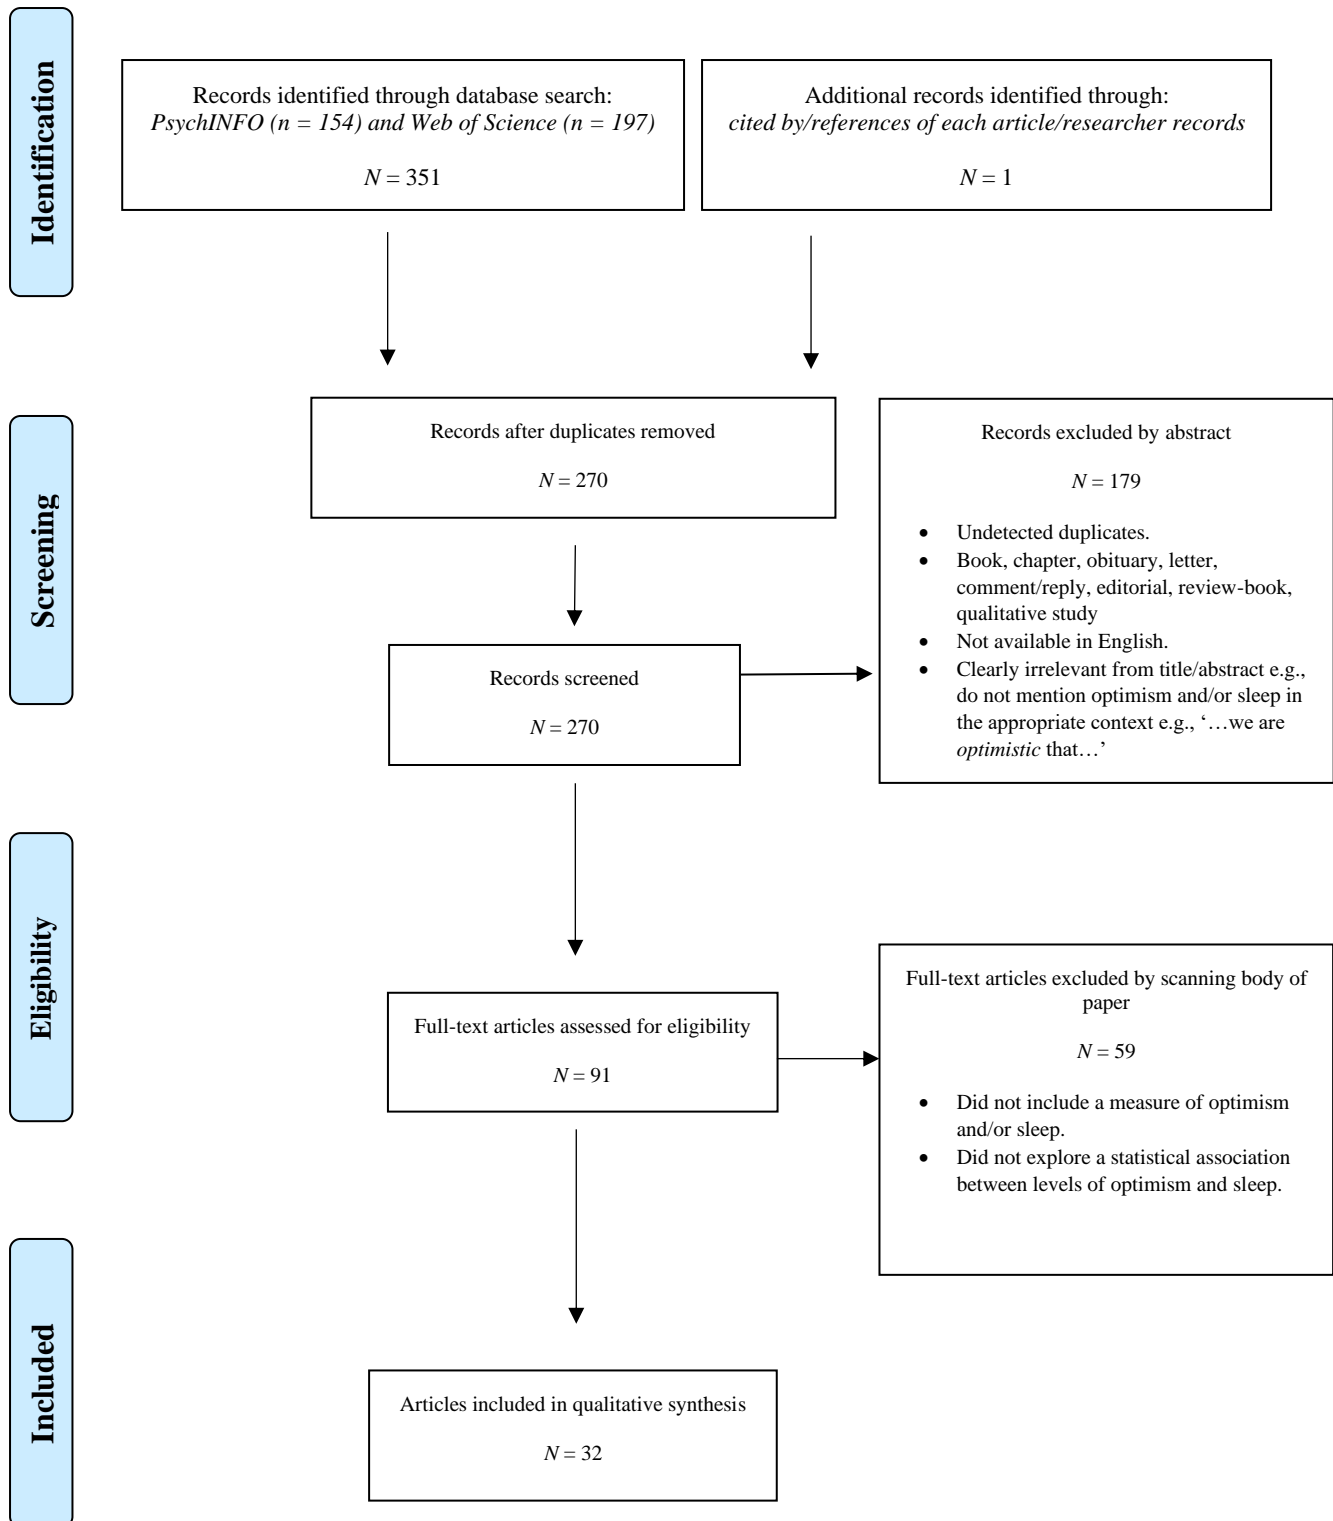 Identification
Records identified through database search:
PsychINFO (n = 154) and Web of Science (n = 197)
N = 351
Additional records identified through:
cited by/references of each article/researcher records
N = 1
Screening
Records after duplicates removed
N = 270
Records excluded by abstract
N = 179
• Undetected duplicates.
• Book, chapter, obituary, letter,
comment/reply, editorial, review-book,
qualitative study
• Not available in English.
• Clearly irrelevant from title/abstract e.g.,
do not mention optimism and/or sleep in
the appropriate context e.g., ‘…we are
optimistic that…’
Records screened
N = 270
Eligibility
Full-text articles assessed for eligibility
N = 91
Full-text articles excluded by scanning body of
paper
N = 59
• Did not include a measure of optimism
and/or sleep.
• Did not explore a statistical association
between levels of optimism and sleep.
Included
Articles included in qualitative synthesis
N = 32